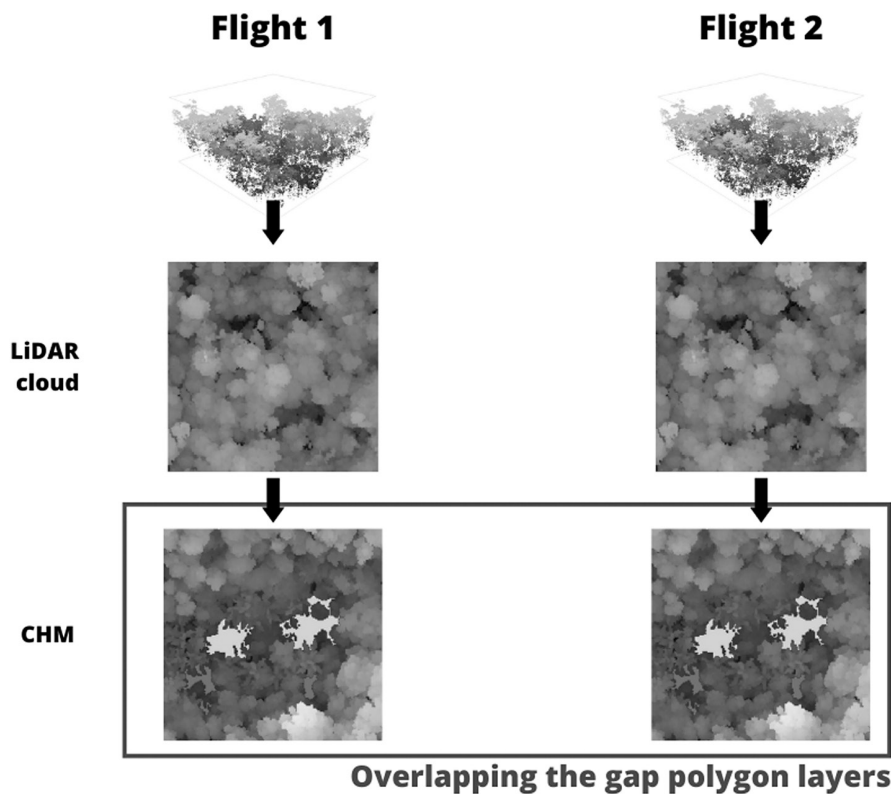 Flight 1
Flight 2
LiDAR
cloud
CHM
Overlapping the gap polygon layers